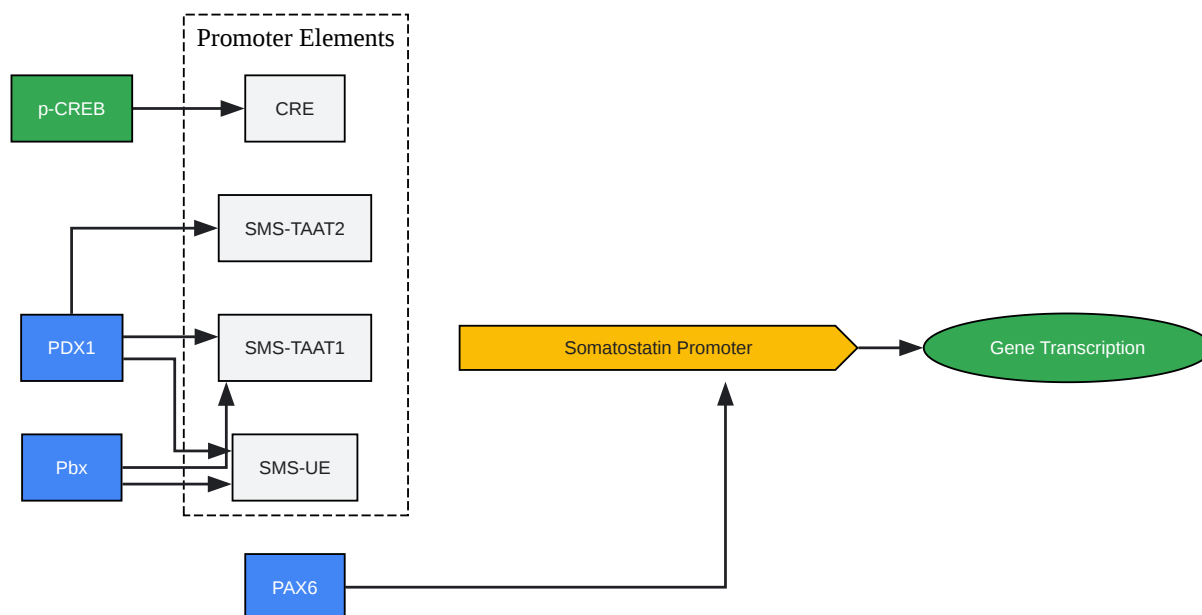 Promoter Elements
p-CREB
CRE
SMS-TAAT2
PDX1
SMS-TAAT1
Somatostatin Promoter
Gene Transcription
Pbx
SMS-UE
PAX6